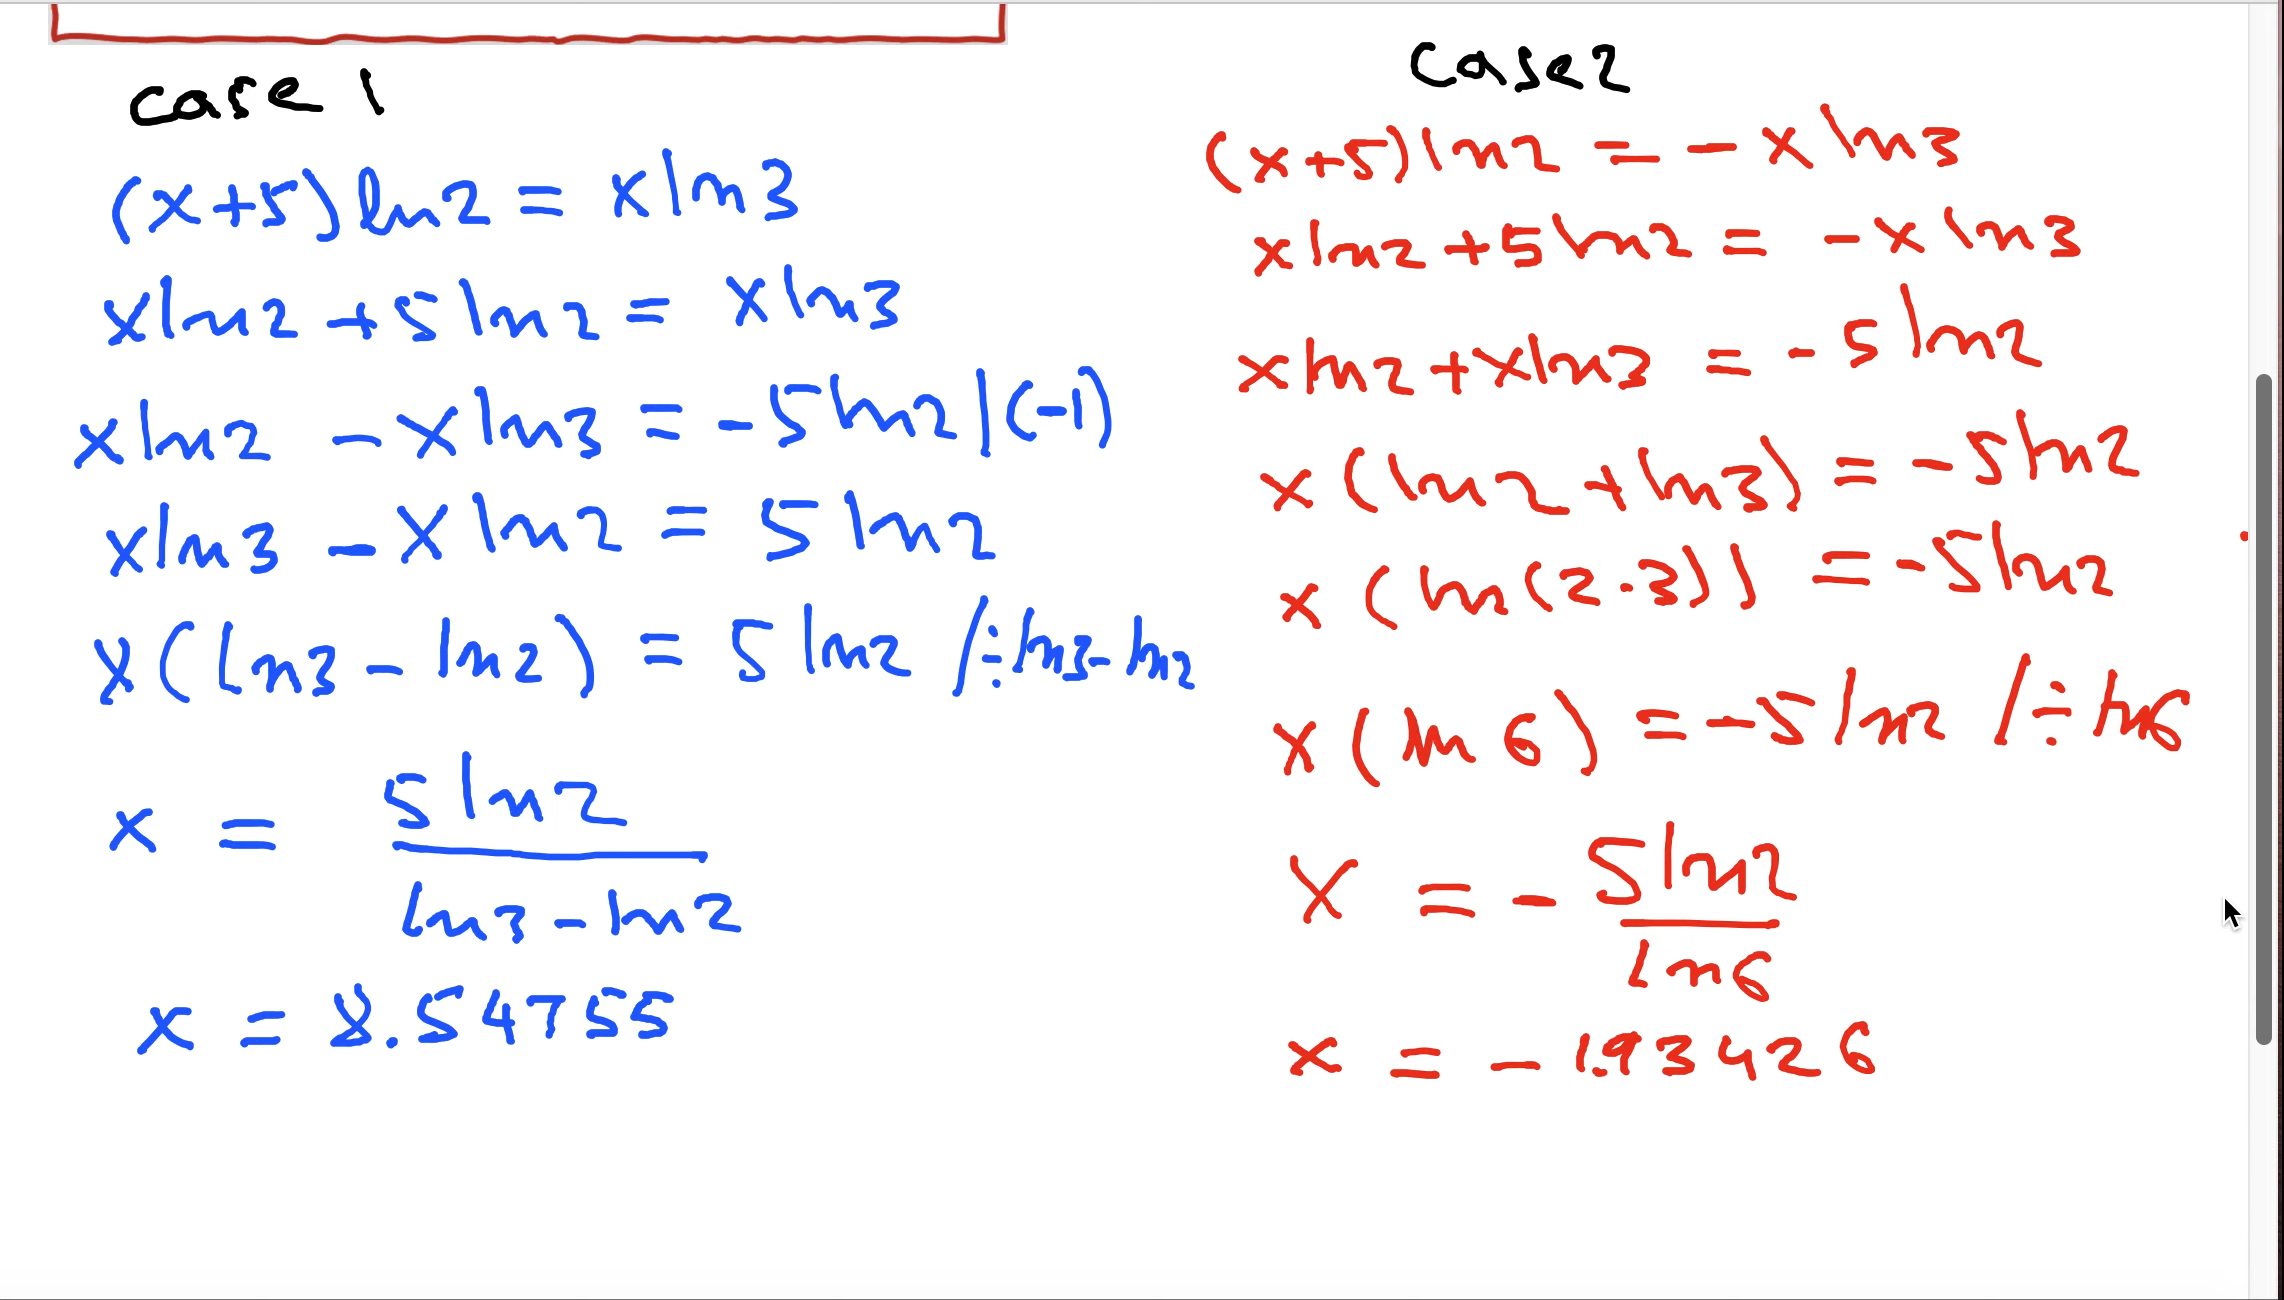 case 1
(x+5)ln2 = xln3
xln2 +5ln2 = xln3
xln2 - xln3 = -5ln2 |(-1)
xln3 - xln2 = 5ln2
x(ln3 - ln2) = 5ln2 /÷ln3-ln2
x = 5ln2
ln3 - ln2
x = 8.54755
Case2
(x+5)ln2 = -xln3
xln2 +5ln2 = -xln3
xln2 + xln3 = -5ln2
x(ln2+ln3) = -5ln2
x(ln(2·3)) = -5ln2
x(ln6) = -5ln2 /÷ln6
x = - 5ln2
ln6
x = -1.93426